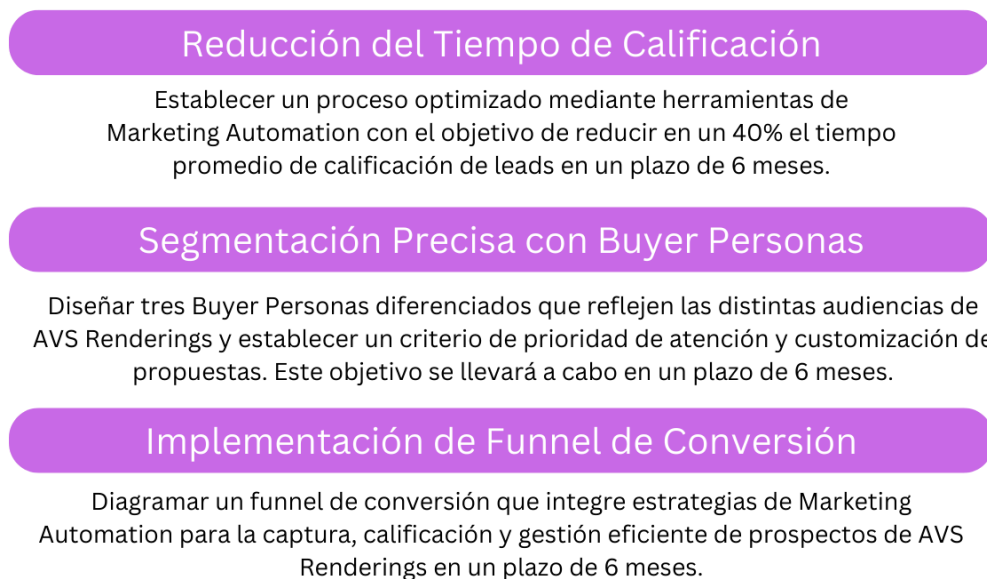 Reducción del Tiempo de Calificación
Establecer un proceso optimizado mediante herramientas de
Marketing Automation con el objetivo de reducir en un 40% el tiempo
promedio de calificación de leads en un plazo de 6 meses.
Segmentación Precisa con Buyer Personas
Diseñar tres Buyer Personas diferenciados que reflejen las distintas audiencias de
AVS Renderings y establecer un criterio de prioridad de atención y customización de
propuestas. Este objetivo se llevará a cabo en un plazo de 6 meses.
Implementación de Funnel de Conversión
Diagramar un funnel de conversión que integre estrategias de Marketing
Automation para la captura, calificación y gestión eficiente de prospectos de AVS
Renderings en un plazo de 6 meses.